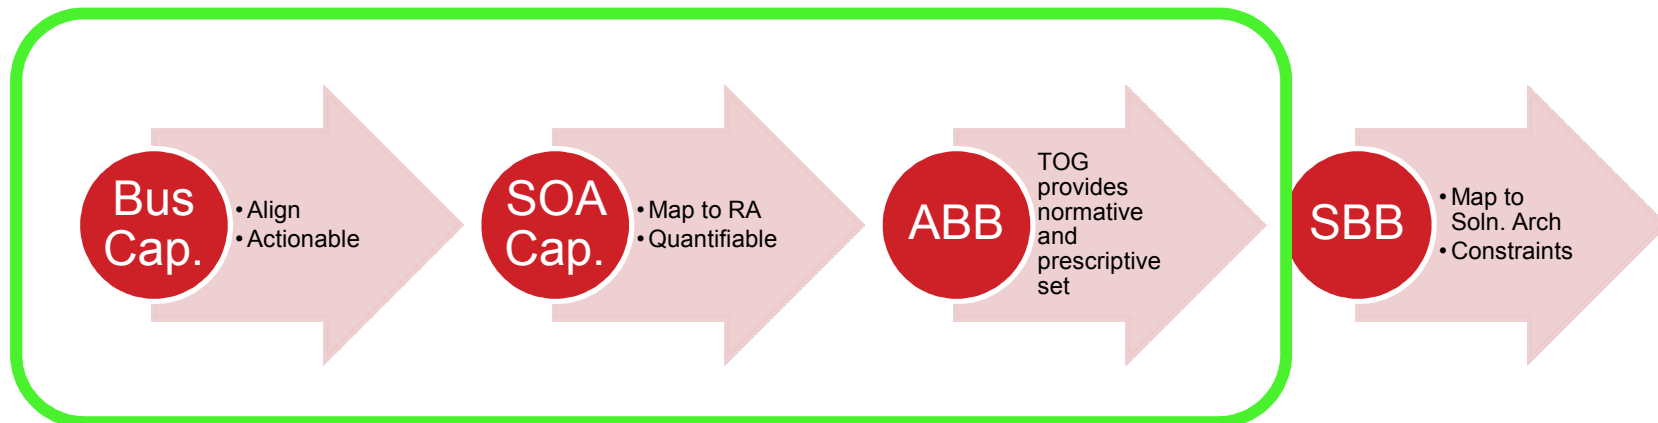 Bus
Cap.
• Align
• Actionable
SOA
Cap.
• Map to RA
• Quantifiable
ABB
TOG
provides
normative
and
prescriptive
set
SBB
• Map to
Soln. Arch
• Constraints